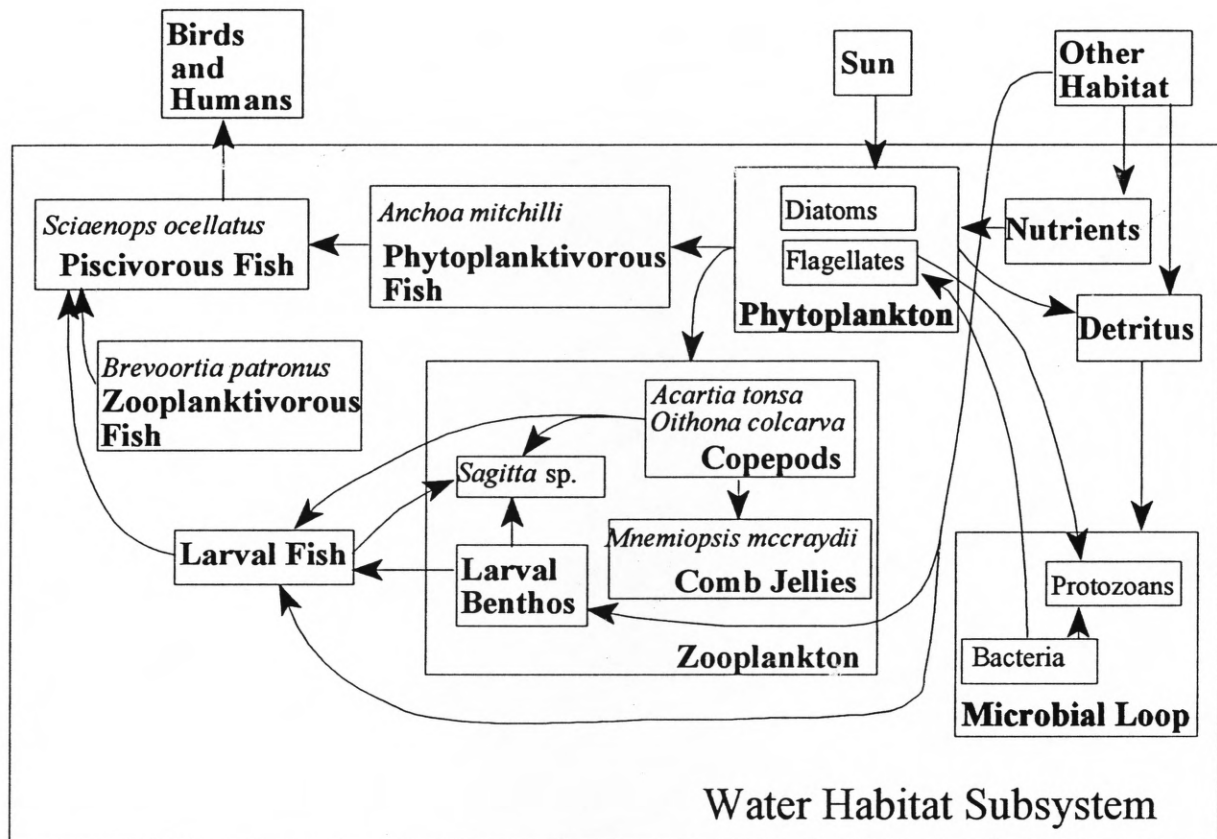 Birds
and
Humans
Sun
Other
Habitat
Sciaenops ocellatus
Piscivorous Fish
Anchoa mitchilli
Phytoplanktivorous
Fish
Diatoms
Flagellates
Phytoplankton
Nutrients
Detritus
Brevoortia patronus
Zooplanktivorous
Fish
Acartia tonsa
Oithona colcarva
Copepods
Sagitta sp.
Mnemiopsis mccraydii
Comb Jellies
Larval Fish
Larval
Benthos
Zooplankton
Protozoans
Bacteria
Microbial Loop
Water Habitat Subsystem